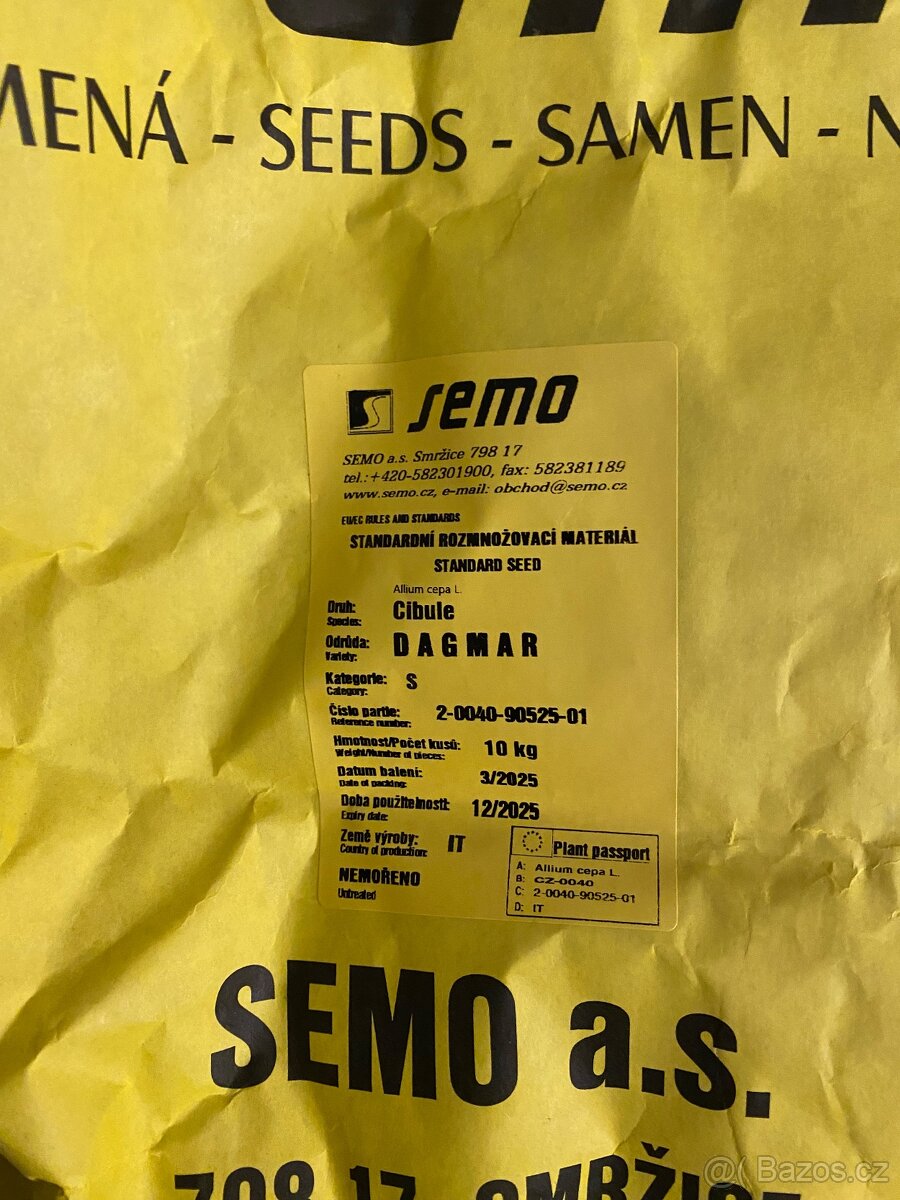 MENÁ - SEEDS - SAMEN - N
semo
SEMO a.s. Smržice 798 17
tel.:+420-582301900, fax: 582381189
www.semo.cz, e-mail: obchod@semo.cz
EU/EC RULES AND STANDARDS
STANDARDNÍ ROZMNOŽOVACÍ MATERIÁL
STANDARD SEED
Allium cepa L.
Druh: Cibule
Species:
Odrůda: DAGMAR
Variety:
Kategorie: S
Category:
Číslo partie: 2-0040-90525-01
Reference number:
Hmotnost/Počet kusů: 10 kg
Weight/Number of pieces:
Datum balení: 3/2025
Date of packing:
Doba použitelnosti: 12/2025
Expiry date:
Země výroby: IT
Country of production:
NEMOŘENO
Untreated
Plant passport
A: Allium cepa L.
B: CZ-0040
C: 2-0040-90525-01
D: IT
SEMO a.s.
798 17 SMRŽIC
@( Bazos.cz